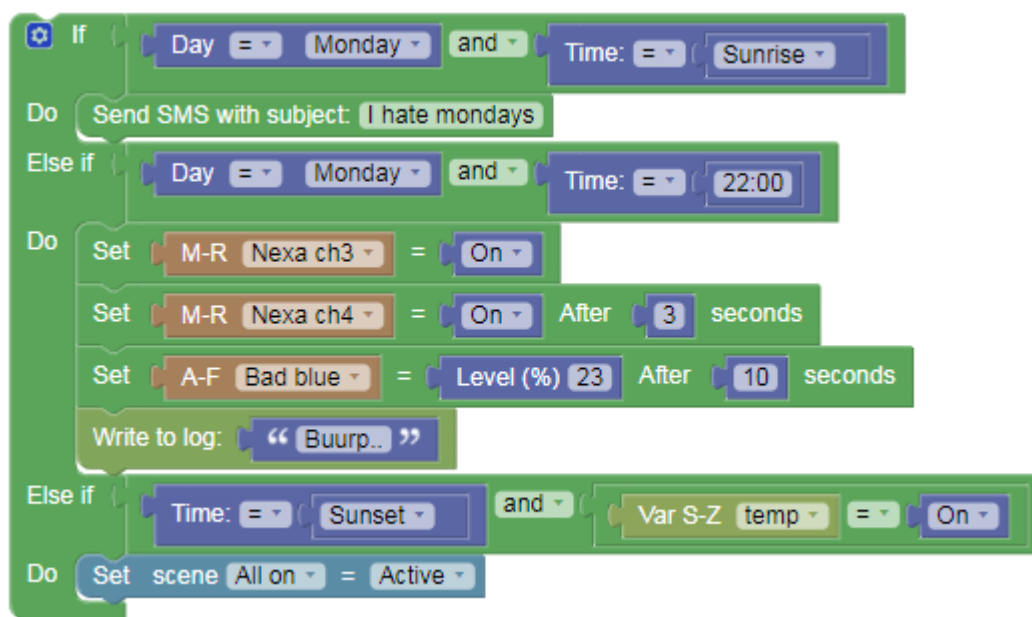 If Day = Monday and Time: = Sunrise
Do Send SMS with subject: I hate mondays
Else if Day = Monday and Time: = 22:00
Do Set M-R Nexa ch3 = On
Set M-R Nexa ch4 = On After 3 seconds
Set A-F Bad blue = Level (%) 23 After 10 seconds
Write to log: “ Buurp.. ”
Else if Time: = Sunset and Var S-Z temp = On
Do Set scene All on = Active